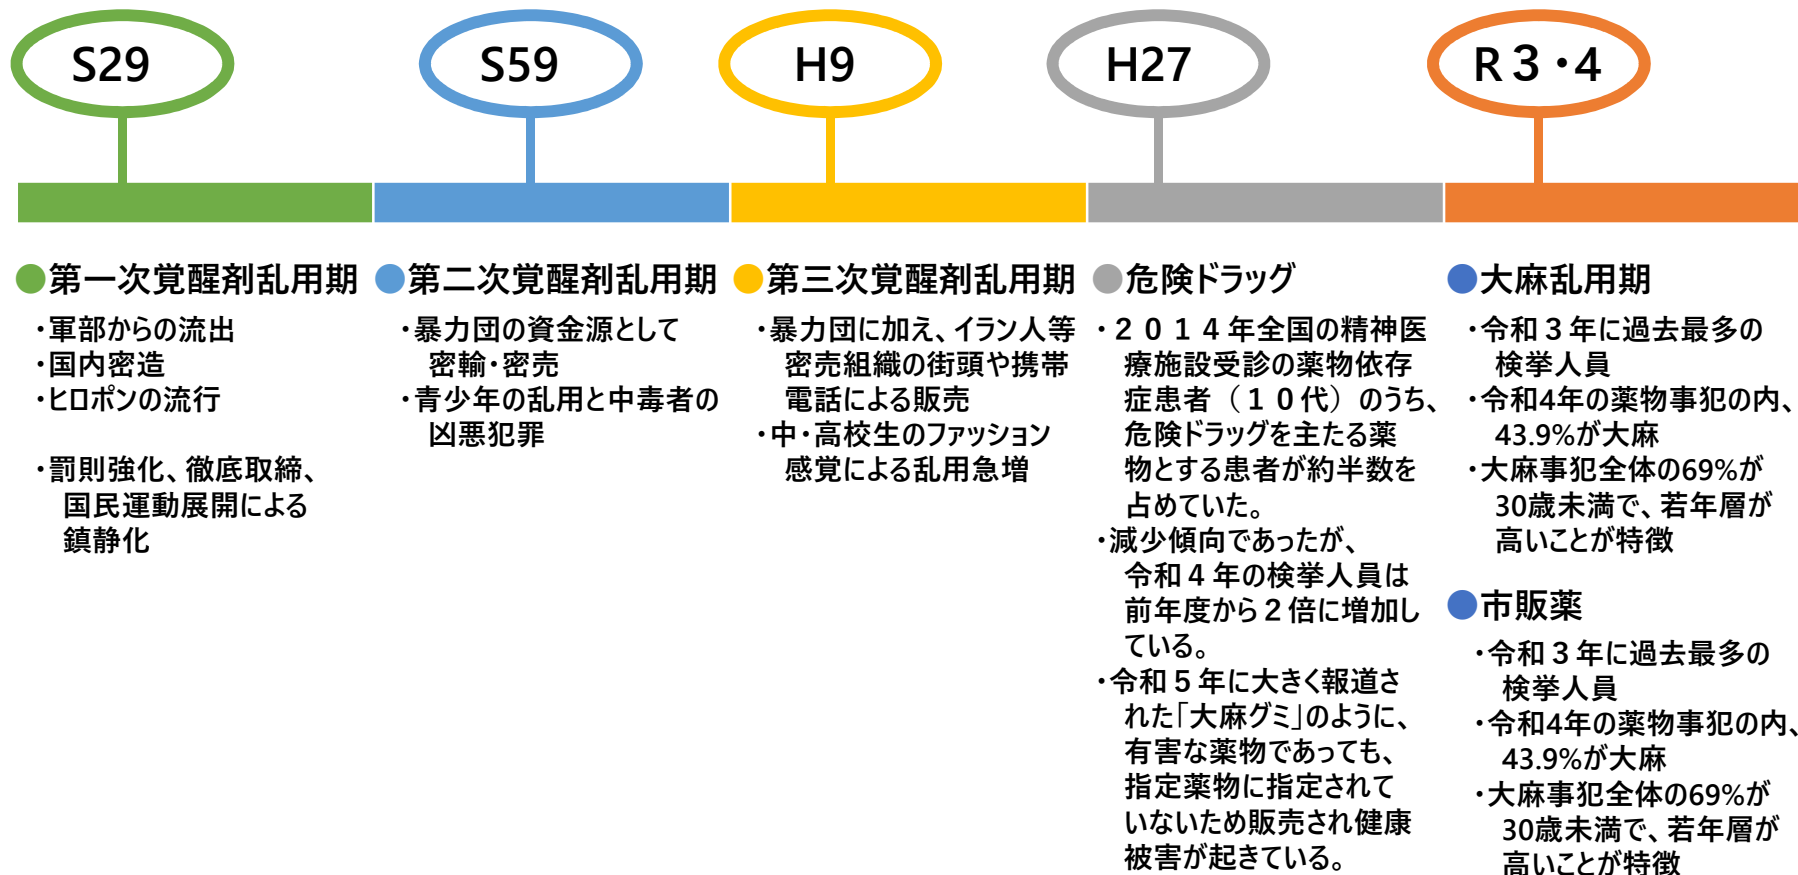 S29
S59
H9
H27
R３・4
●第一次覚醒剤乱用期
・軍部からの流出
・国内密造
・ヒロポンの流行
・罰則強化、徹底取締、
国民運動展開による
鎮静化
●第二次覚醒剤乱用期
・暴力団の資金源として
密輸・密売
・青少年の乱用と中毒者の
凶悪犯罪
●第三次覚醒剤乱用期
・暴力団に加え、イラン人等
密売組織の街頭や携帯
電話による販売
・中・高校生のファッション
感覚による乱用急増
●危険ドラッグ
・２０１４年全国の精神医
療施設受診の薬物依存
症患者（１０代）のうち、
危険ドラッグを主たる薬
物とする患者が約半数を
占めていた。
・減少傾向であったが、
令和４年の検挙人員は
前年度から２倍に増加し
ている。
・令和５年に大きく報道さ
れた「大麻グミ」のように、
有害な薬物であっても、
指定薬物に指定されて
いないため販売され健康
被害が起きている。
●大麻乱用期
・令和３年に過去最多の
検挙人員
・令和4年の薬物事犯の内、
43.9%が大麻
・大麻事犯全体の69%が
30歳未満で、若年層が
高いことが特徴
●市販薬
・令和３年に過去最多の
検挙人員
・令和4年の薬物事犯の内、
43.9%が大麻
・大麻事犯全体の69%が
30歳未満で、若年層が
高いことが特徴